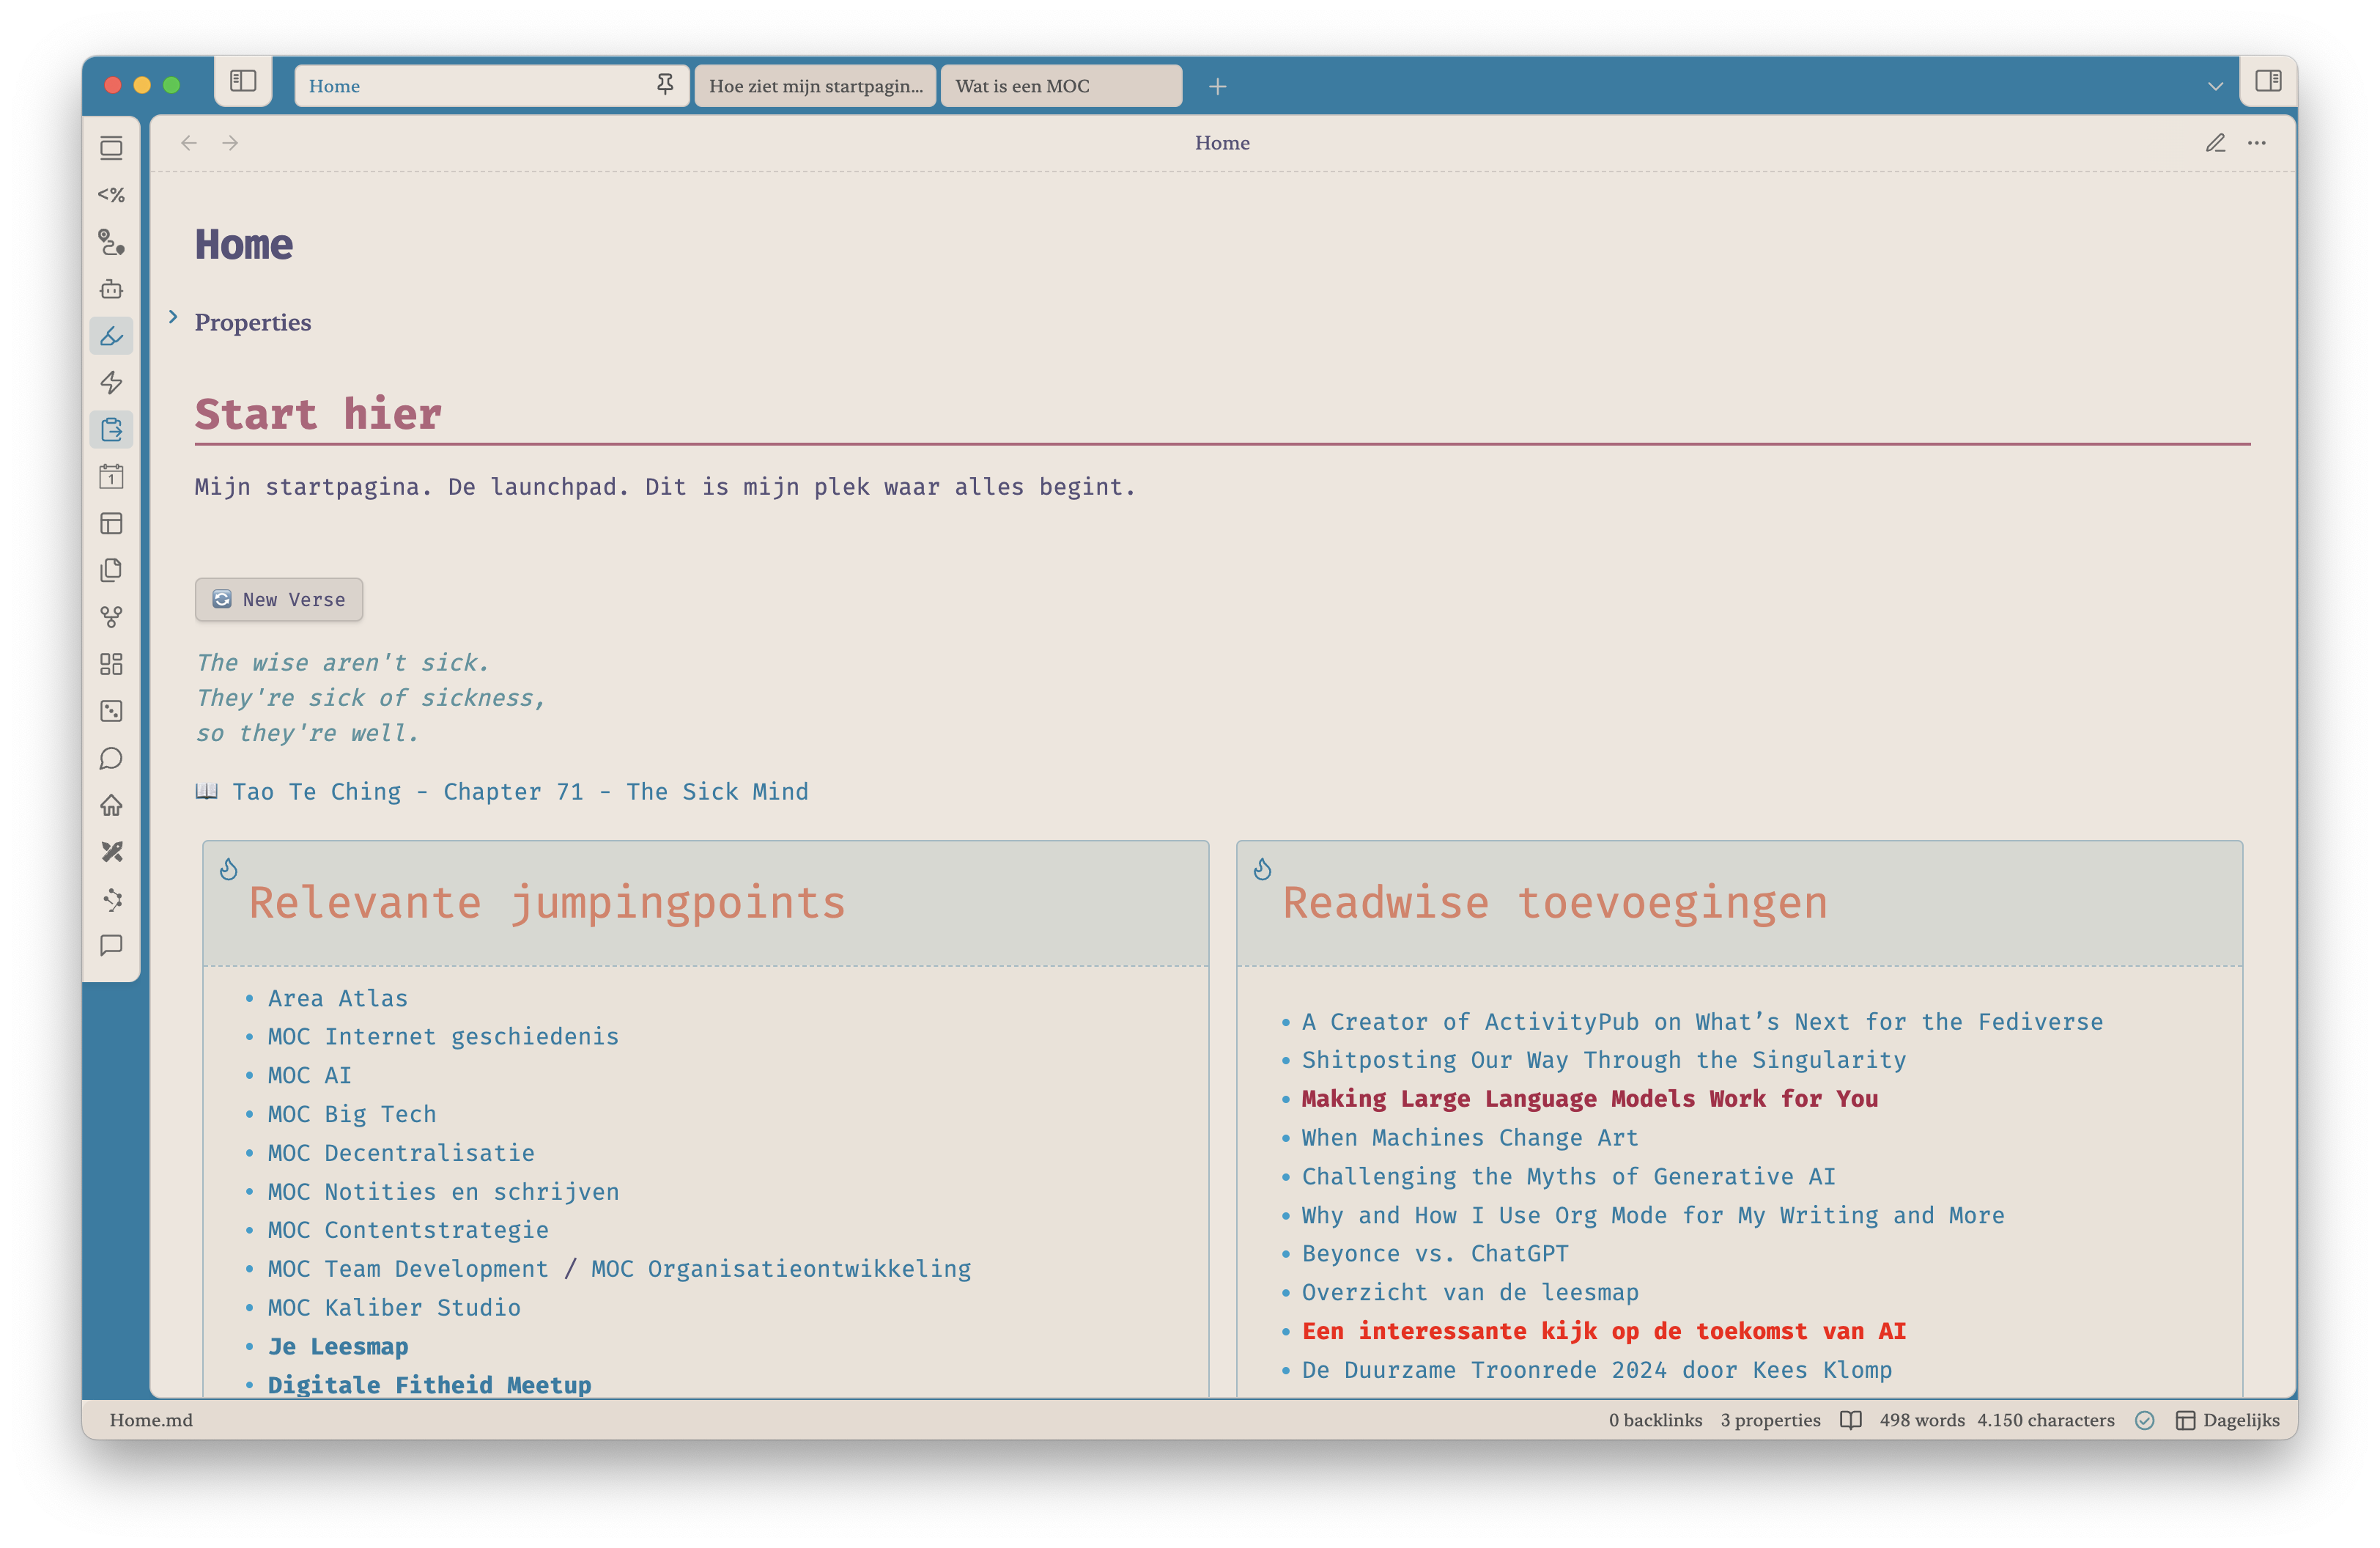 Home
Hoe ziet mijn startpagin...
Wat is een MOC
Home
<%
1
Home
Properties
Start hier
Mijn startpagina. De launchpad. Dit is mijn plek waar alles begint.
New Verse
The wise aren't sick.
They're sick of sickness,
so they're well.
Tao Te Ching - Chapter 71 - The Sick Mind
Relevante jumpingpoints
Area Atlas
MOC Internet geschiedenis
MOC AI
MOC Big Tech
MOC Decentralisatie
MOC Notities en schrijven
MOC Contentstrategie
MOC Team Development / MOC Organisatieontwikkeling
MOC Kaliber Studio
Je Leesmap
Digitale Fitheid Meetup
Readwise toevoegingen
A Creator of ActivityPub on What’s Next for the Fediverse
Shitposting Our Way Through the Singularity
Making Large Language Models Work for You
When Machines Change Art
Challenging the Myths of Generative AI
Why and How I Use Org Mode for My Writing and More
Beyonce vs. ChatGPT
Overzicht van de leesmap
Een interessante kijk op de toekomst van AI
De Duurzame Troonrede 2024 door Kees Klomp
Home.md
0 backlinks
3 properties
498 words
4.150 characters
Dagelijks